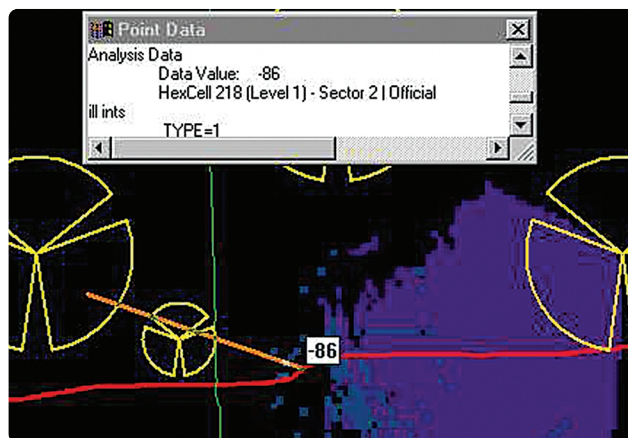 Point Data
Analysis Data
Data Value: -86
HexCell 218 (Level 1) - Sector 2 | Official
ill ints
TYPE=1
-86